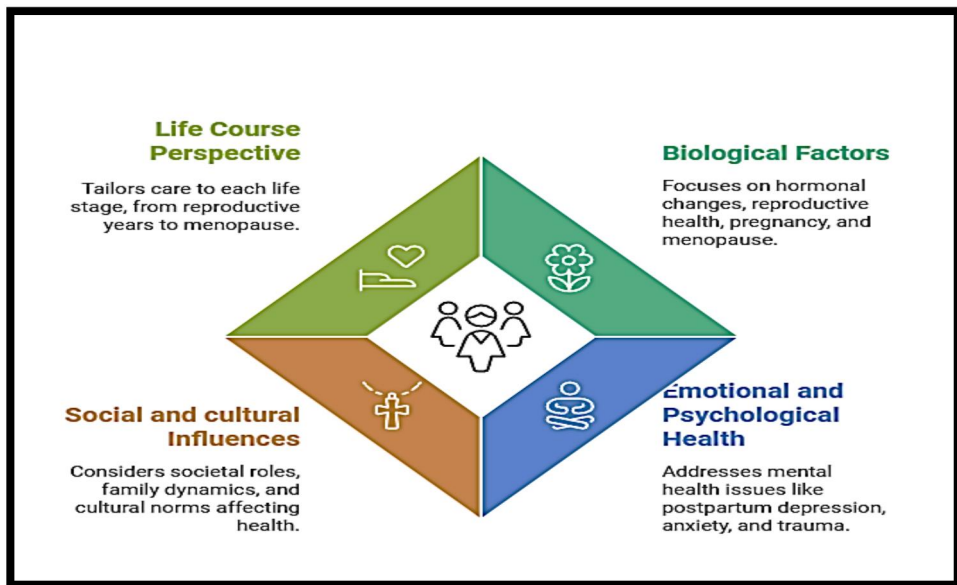 Life Course
Perspective
Tailors care to each life
stage, from reproductive
years to menopause.
Biological Factors
Focuses on hormonal
changes, reproductive
health, pregnancy, and
menopause.
Social and cultural
Influences
Considers societal roles,
family dynamics, and
cultural norms affecting
health.
Emotional and
Psychological
Health
Addresses mental
health issues like
postpartum depression,
anxiety, and trauma.